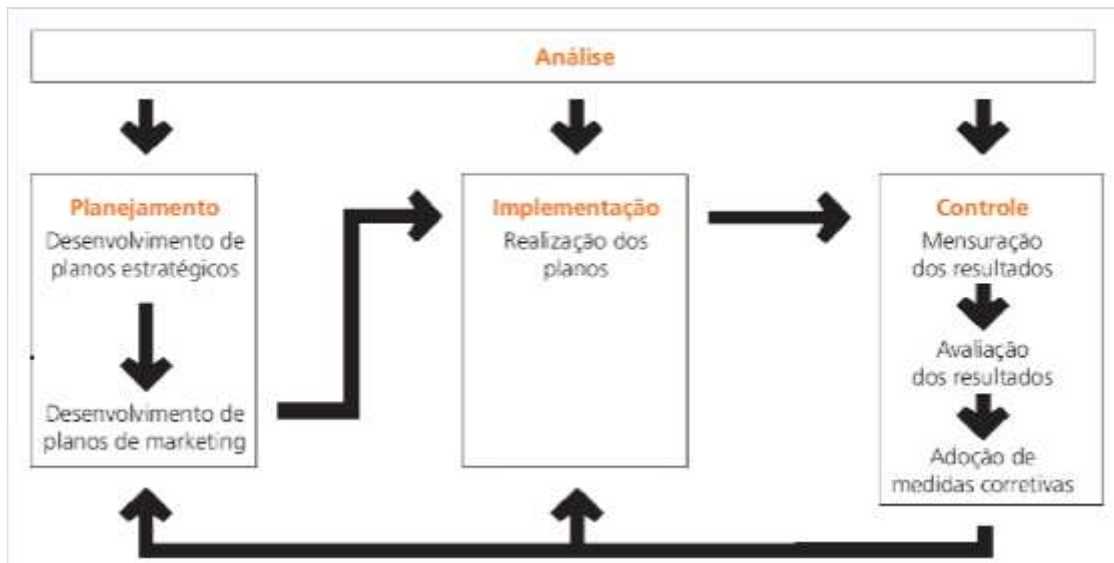 Análise
Planejamento
Desenvolvimento de
planos estratégicos
Desenvolvimento de
planos de marketing
Implementação
Realização dos
planos
Controle
Mensuração
dos resultados
Avaliação
dos resultados
Adoção de
medidas corretivas